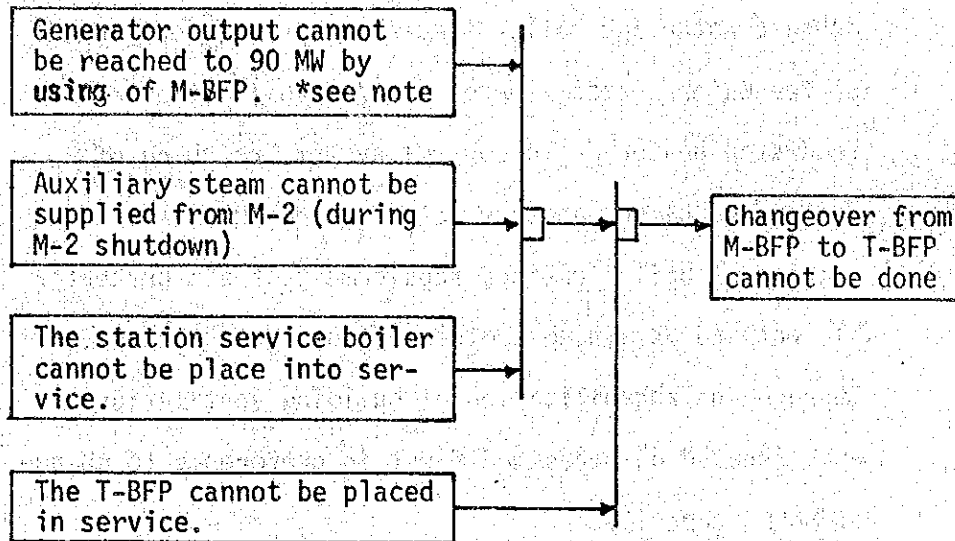 Generator output cannot
be reached to 90 MW by
using of M-BFP. *see note
Auxiliary steam cannot be
supplied from M-2 (during
M-2 shutdown)
Changeover from
M-BFP to T-BFP
cannot be done
The station service boiler
cannot be place into ser-
vice.
The T-BFP cannot be placed
in service.